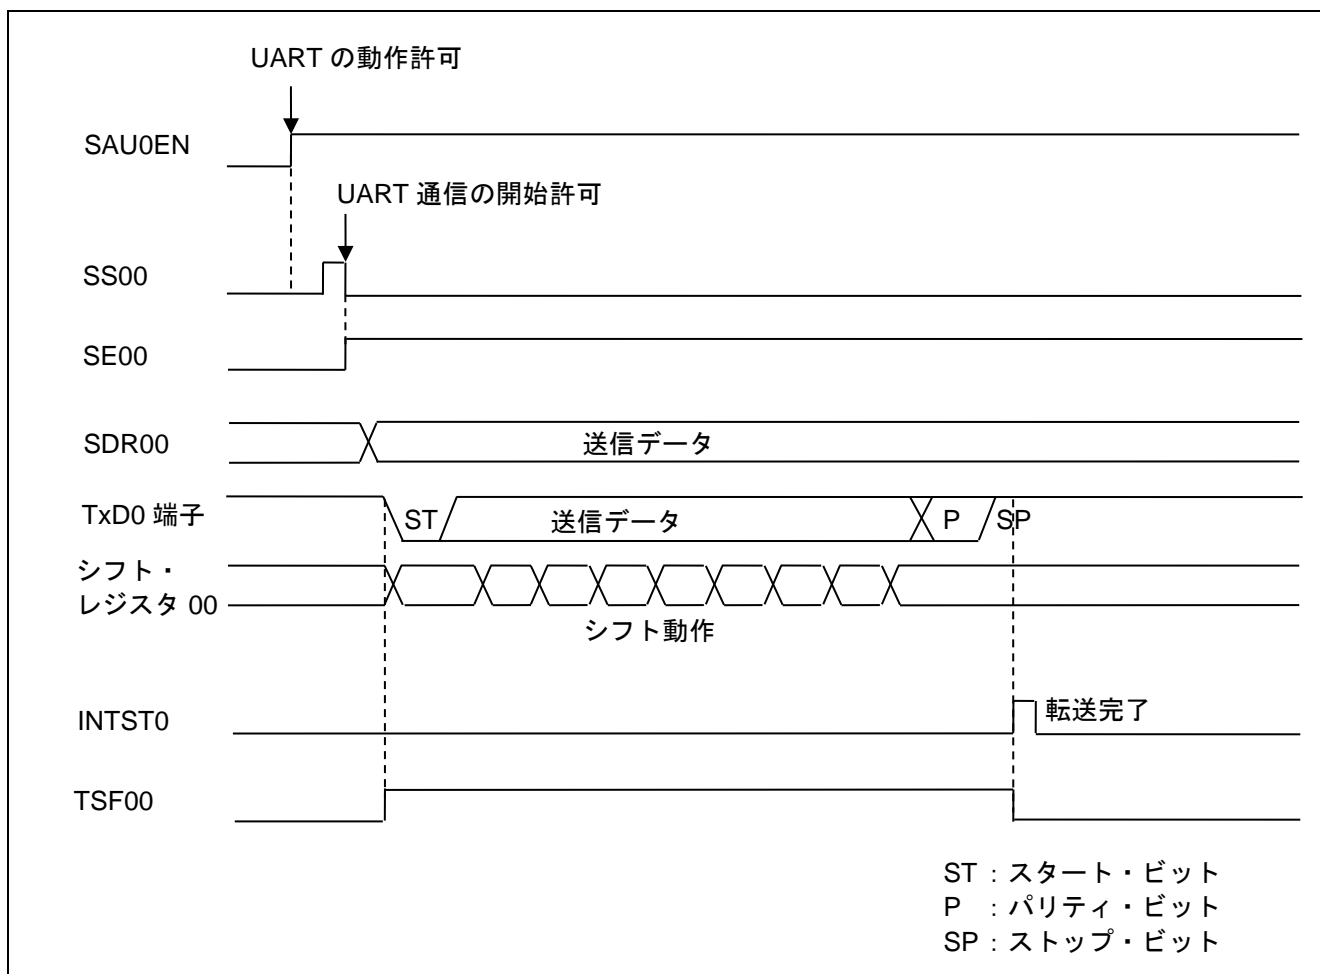 UART の動作許可
SAU0EN
UART 通信の開始許可
SS00
SE00
SDR00
送信データ
TxD0 端子
ST
送信データ
P
SP
シフト・
レジスタ 00
シフト動作
INTST0
転送完了
TSF00
ST：スタート・ビット
P ：パリティ・ビット
SP：ストップ・ビット